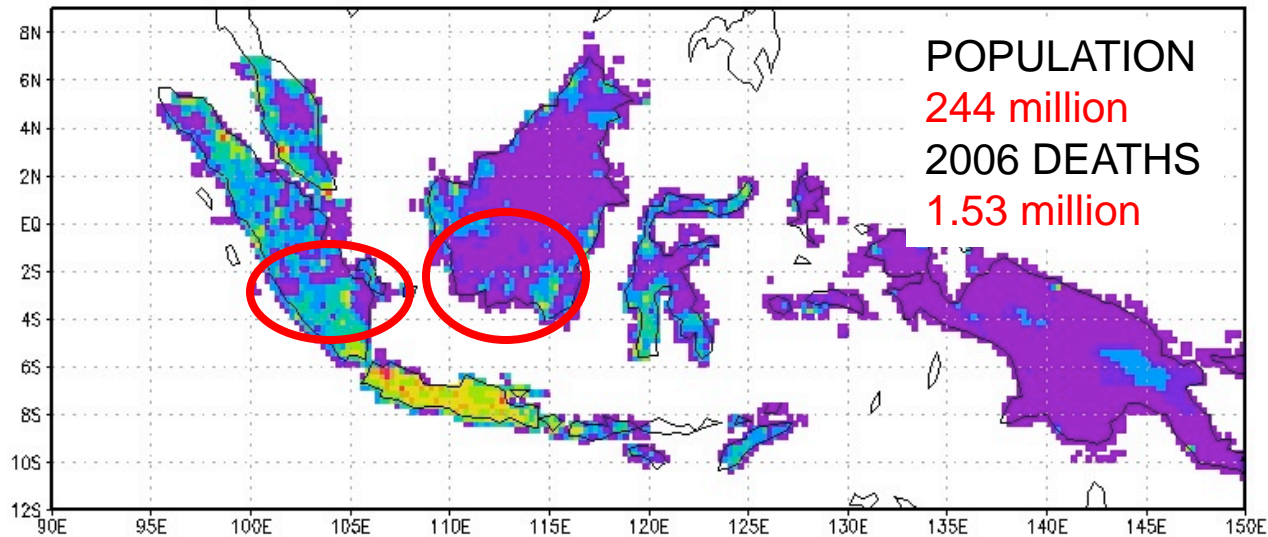 8N
6N
4N
2N
EQ
2S
4S
6S
8S
10S
12S
POPULATION
244 million
2006 DEATHS
1.53 million
90E 95E 100E 105E 110E 115E 120E 125E 130E 135E 140E 145E 150E